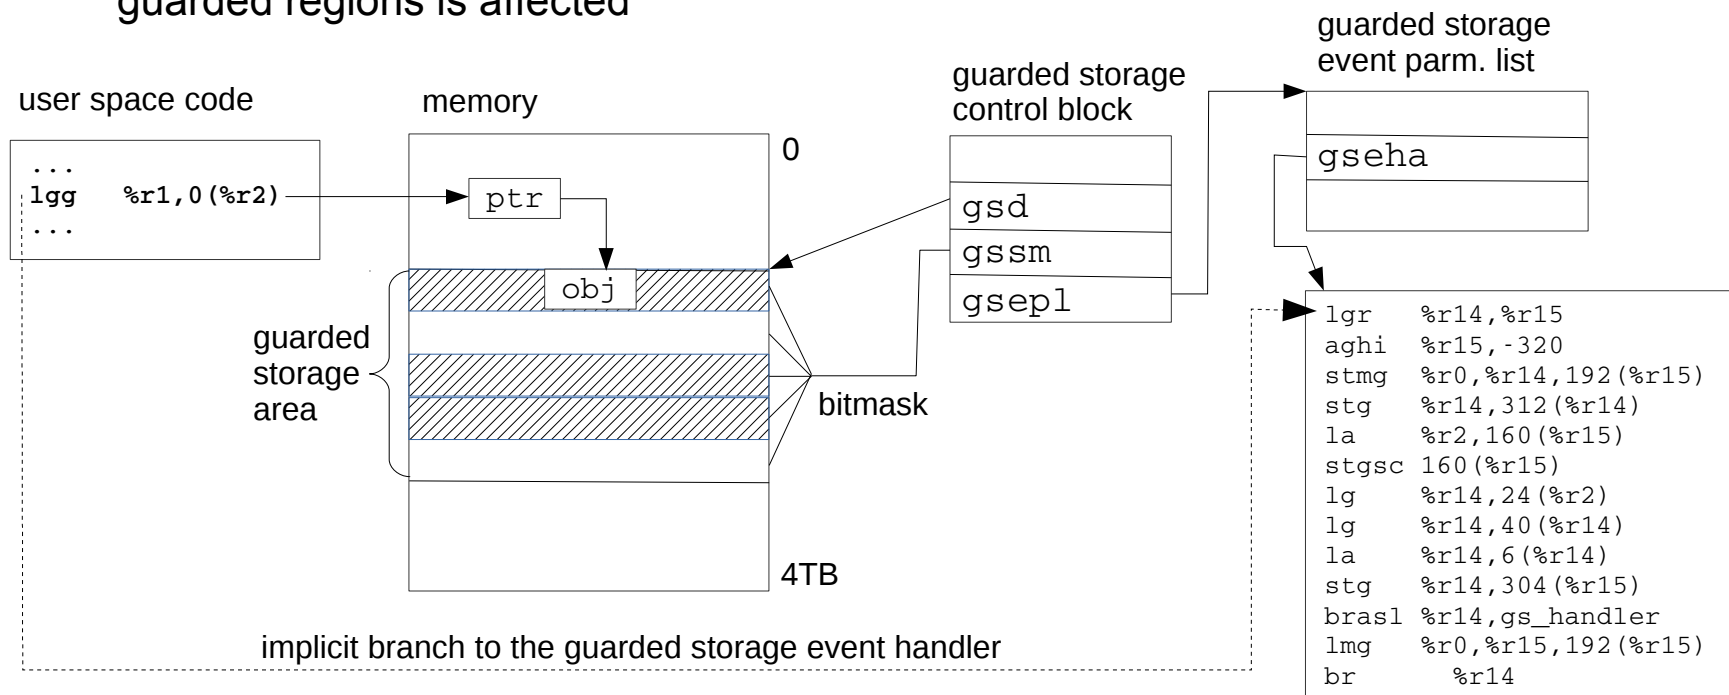 guarded regions is affected
user space code
...
lgg %r1,0(%r2)
...
memory
ptr
obj
0
4TB
guarded
storage
area
bitmask
guarded storage
control block
gsd
gssm
gsepl
guarded storage
event parm. list
gseha
lgr %r14,%r15
aghi %r15,-320
stmg %r0,%r14,192(%r15)
stg %r14,312(%r14)
la %r2,160(%r15)
stgsc 160(%r15)
lg %r14,24(%r2)
lg %r14,40(%r14)
la %r14,6(%r14)
stg %r14,304(%r15)
brasl %r14,gs_handler
lmg %r0,%r15,192(%r15)
br %r14
implicit branch to the guarded storage event handler